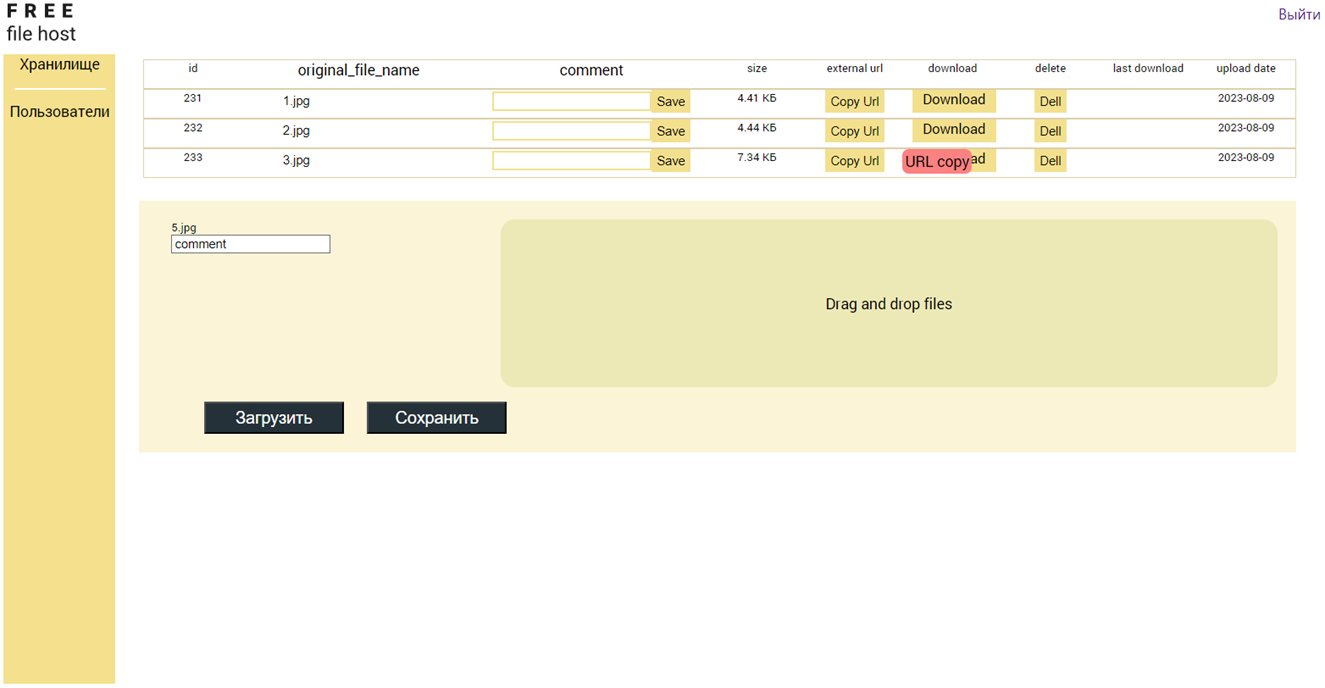 FREE
file host
Выйти
Хранилище
Пользователи
id original_file_name comment size external url download delete last download upload date
231 1.jpg Save 4.41 КБ Copy Url Download Dell 2023-08-09
232 2.jpg Save 4.44 КБ Copy Url Download Dell 2023-08-09
233 3.jpg Save 7.34 КБ Copy Url URL copy ad Dell 2023-08-09
5.jpg
comment
Drag and drop files
Загрузить Сохранить